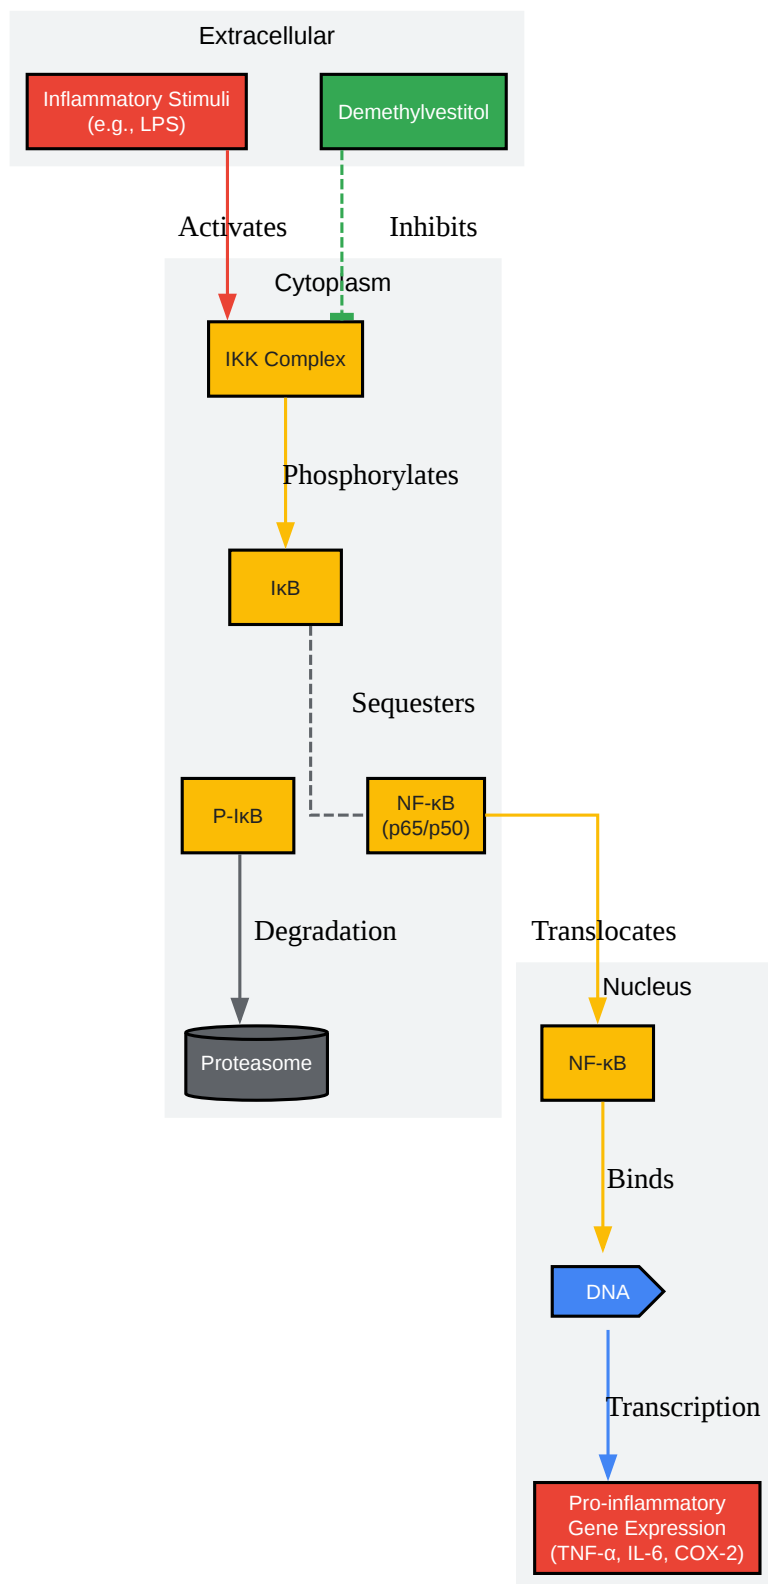 Extracellular
Inflammatory Stimuli
(e.g., LPS)
Demethylvestitol
Activates
Inhibits
Cytoplasm
IKK Complex
Phosphorylates
IκB
Sequesters
P-IκB
NF-κB
(p65/p50)
Degradation
Translocates
Nucleus
Proteasome
NF-κB
Binds
DNA
Transcription
Pro-inflammatory
Gene Expression
(TNF-α, IL-6, COX-2)